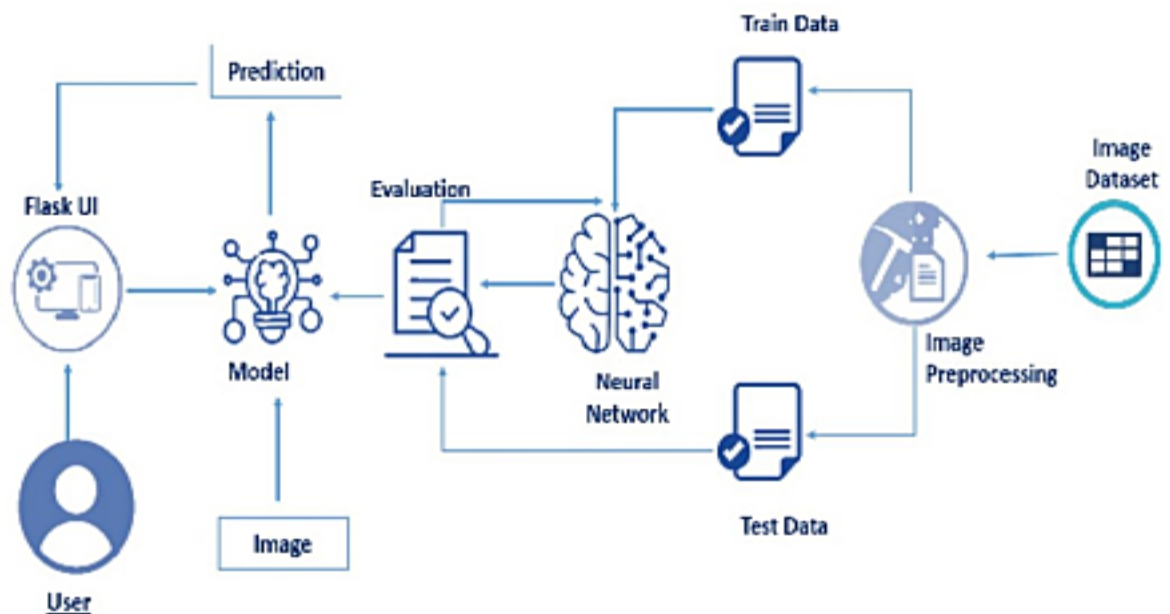 Train Data
Prediction
Image
Dataset
Evaluation
Flask UI
Image
Preprocessing
Model
Neural
Network
Image
Test Data
User